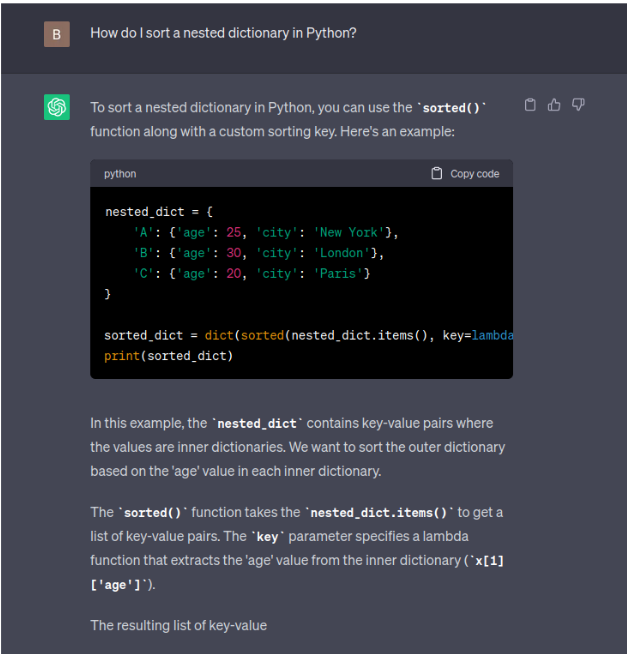 B
How do I sort a nested dictionary in Python?
To sort a nested dictionary in Python, you can use the `sorted()`
function along with a custom sorting key. Here's an example:
python
Copy code
nested_dict = {
    'A': {'age': 25, 'city': 'New York'},
    'B': {'age': 30, 'city': 'London'},
    'C': {'age': 20, 'city': 'Paris'}
}
sorted_dict = dict(sorted(nested_dict.items(), key=lambda
print(sorted_dict)
In this example, the `nested_dict` contains key-value pairs where
the values are inner dictionaries. We want to sort the outer dictionary
based on the 'age' value in each inner dictionary.
The `sorted()` function takes the `nested_dict.items()` to get a
list of key-value pairs. The `key` parameter specifies a lambda
function that extracts the 'age' value from the inner dictionary (`x[1]
['age']`).
The resulting list of key-value